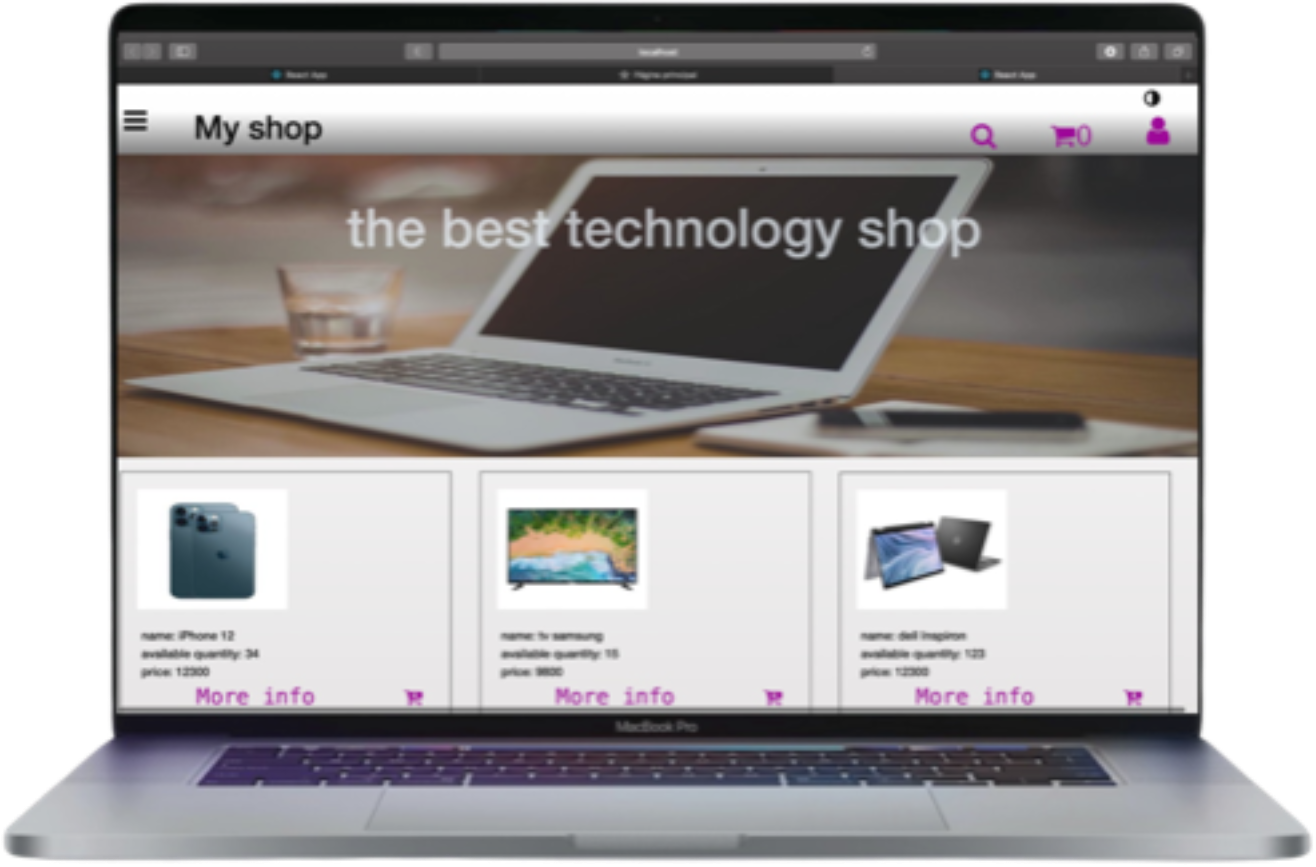 localhost
React App
Página principal
React App
My shop
0
the best technology shop
name: iPhone 12
available quantity: 34
price: 12300
More info
name: tv samsung
available quantity: 15
price: 9800
More info
name: dell Inspiron
available quantity: 123
price: 12300
More info
MacBook Pro